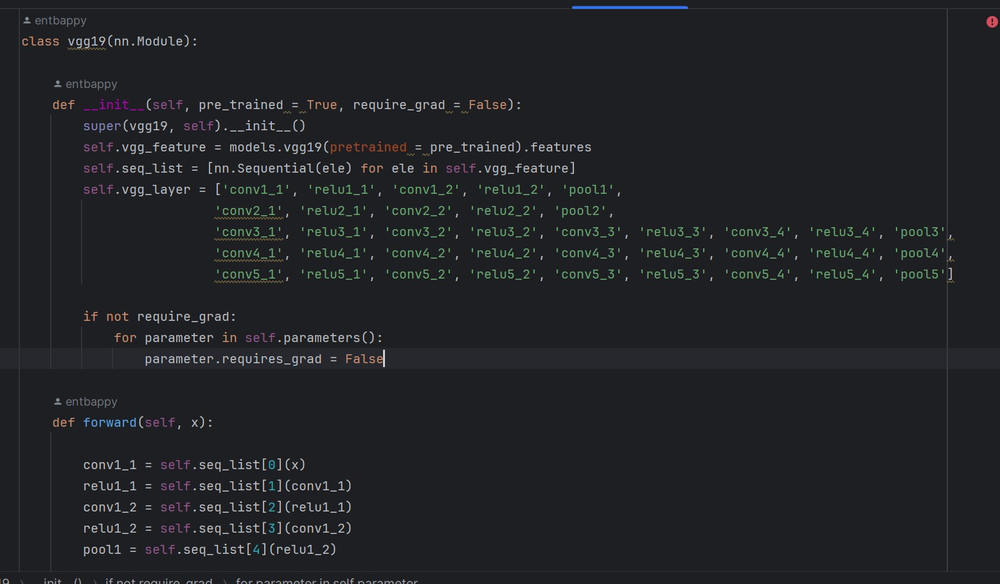 entbappy
class vgg19(nn.Module):
entbappy
def __init__(self, pre_trained = True, require_grad = False):
super(vgg19, self).__init__()
self.vgg_feature = models.vgg19(pretrained = pre_trained).features
self.seq_list = [nn.Sequential(ele) for ele in self.vgg_feature]
self.vgg_layer = ['conv1_1', 'relu1_1', 'conv1_2', 'relu1_2', 'pool1',
'conv2_1', 'relu2_1', 'conv2_2', 'relu2_2', 'pool2',
'conv3_1', 'relu3_1', 'conv3_2', 'relu3_2', 'conv3_3', 'relu3_3', 'conv3_4', 'relu3_4', 'pool3',
'conv4_1', 'relu4_1', 'conv4_2', 'relu4_2', 'conv4_3', 'relu4_3', 'conv4_4', 'relu4_4', 'pool4',
'conv5_1', 'relu5_1', 'conv5_2', 'relu5_2', 'conv5_3', 'relu5_3', 'conv5_4', 'relu5_4', 'pool5']
if not require_grad:
for parameter in self.parameters():
parameter.requires_grad = False
entbappy
def forward(self, x):
conv1_1 = self.seq_list[0](x)
relu1_1 = self.seq_list[1](conv1_1)
conv1_2 = self.seq_list[2](relu1_1)
relu1_2 = self.seq_list[3](conv1_2)
pool1 = self.seq_list[4](relu1_2)
19 > __init__() > if not require_grad > for parameter in self.parameter